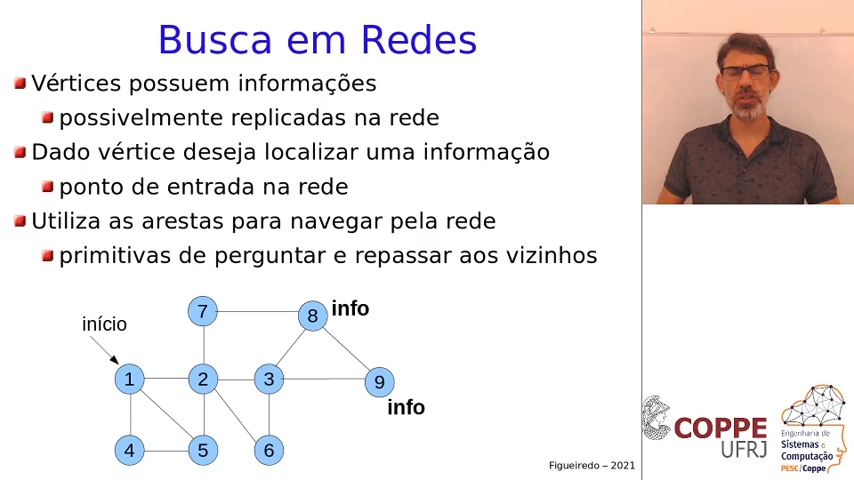 Busca em Redes
Vértices possuem informações
possivelmente replicadas na rede
Dado vértice deseja localizar uma informação
ponto de entrada na rede
Utiliza as arestas para navegar pela rede
primitivas de perguntar e repassar aos vizinhos
início
7
8
info
1
2
3
9
info
4
5
6
Figueiredo – 2021
COPPE
UFRJ
Engenharia de
Sistemas e
Computação
PESC/Coppe